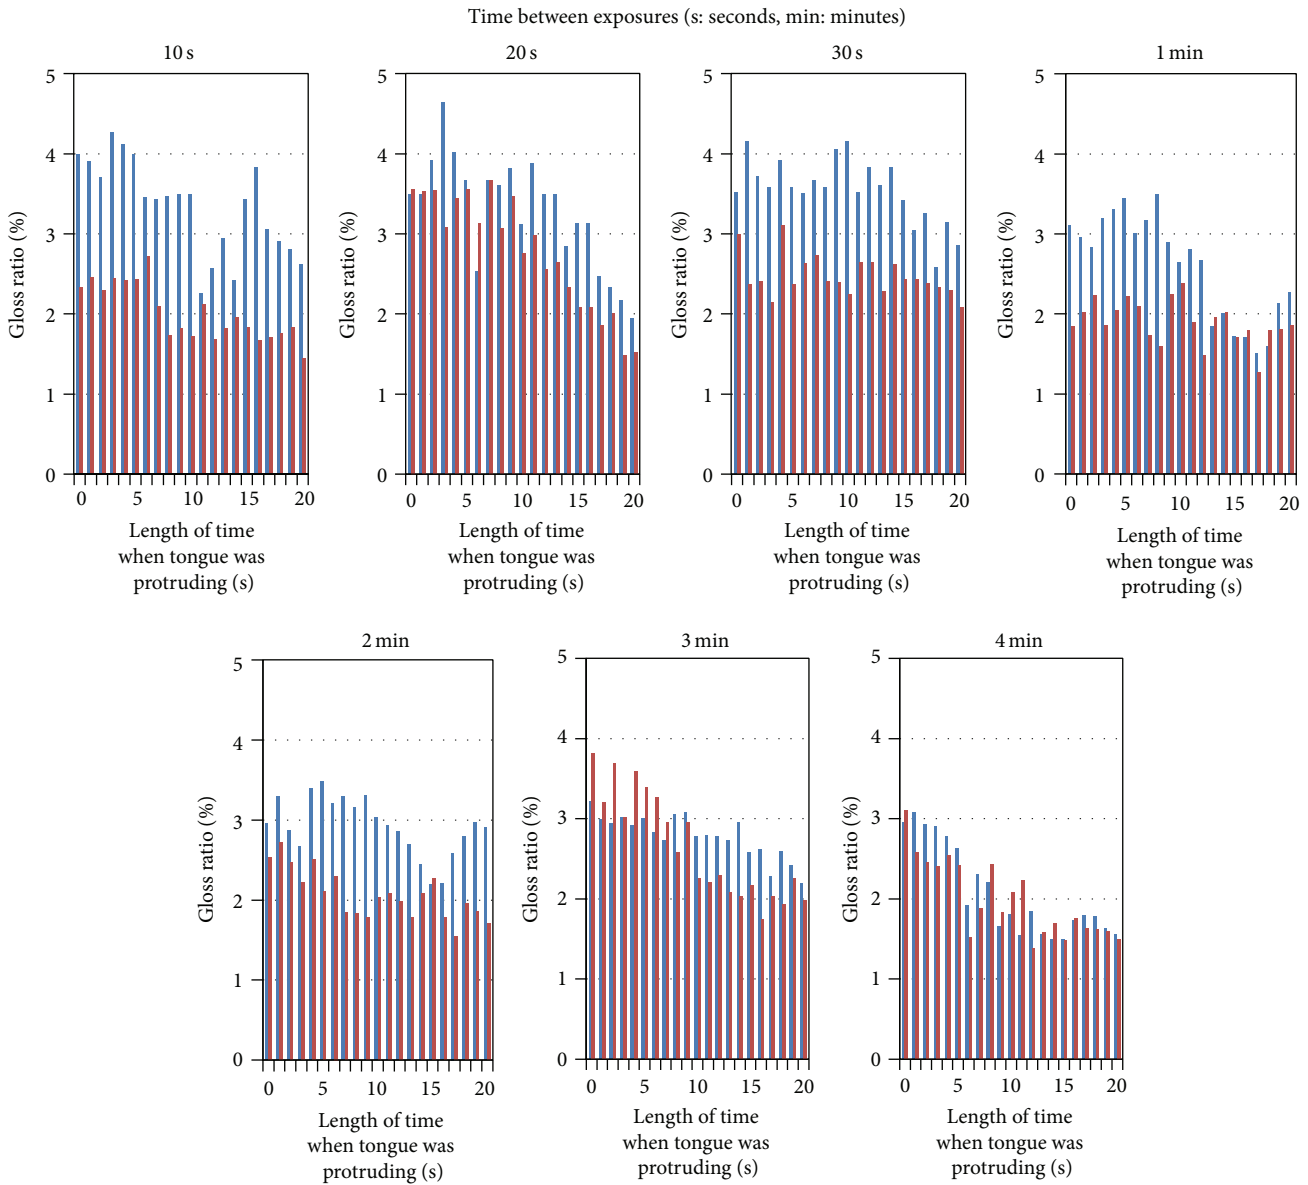 Time between exposures (s: seconds, min: minutes)
10 s
20 s
30 s
1 min
5
4
3
2
1
0
Gloss ratio (%)
0 5 10 15 20
Length of time
when tongue was
protruding (s)
5
4
3
2
1
0
Gloss ratio (%)
0 5 10 15 20
Length of time
when tongue was
protruding (s)
5
4
3
2
1
0
Gloss ratio (%)
0 5 10 15 20
Length of time
when tongue was
protruding (s)
5
4
3
2
1
0
Gloss ratio (%)
0 5 10 15 20
Length of time
when tongue was
protruding (s)
2 min
3 min
4 min
5
4
3
2
1
0
Gloss ratio (%)
0 5 10 15 20
Length of time
when tongue was
protruding (s)
5
4
3
2
1
0
Gloss ratio (%)
0 5 10 15 20
Length of time
when tongue was
protruding (s)
5
4
3
2
1
0
Gloss ratio (%)
0 5 10 15 20
Length of time
when tongue was
protruding (s)